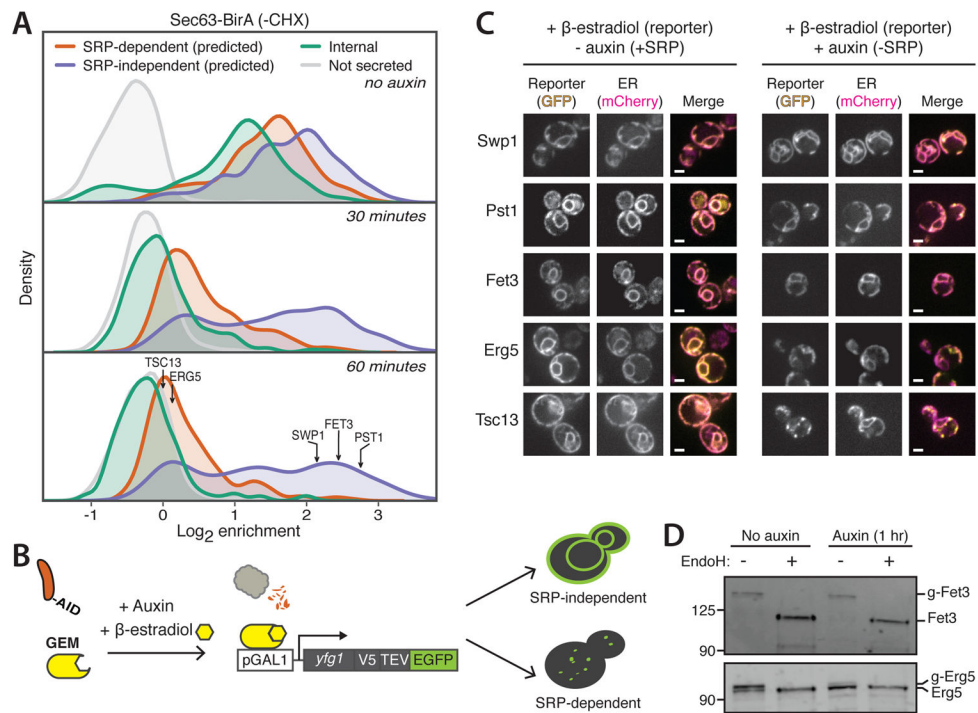 A
Sec63-BirA (-CHX)
SRP-dependent (predicted)
SRP-independent (predicted)
Internal
Not secreted
no auxin
30 minutes
60 minutes
TSC13
ERG5
SWP1
FET3
PST1
Density
-1
0
1
2
3
Log2 enrichment
B
-AID
GEM
+ Auxin
+ β-estradiol
pGAL1
yfg1
V5 TEV
EGFP
SRP-independent
SRP-dependent
C
+ β-estradiol (reporter)
- auxin (+SRP)
+ β-estradiol (reporter)
+ auxin (-SRP)
Reporter
(GFP)
ER
(mCherry)
Merge
Reporter
(GFP)
ER
(mCherry)
Merge
Swp1
Pst1
Fet3
Erg5
Tsc13
D
No auxin
Auxin (1 hr)
EndoH:
-
+
-
+
125
90
g-Fet3
Fet3
90
g-Erg5
Erg5